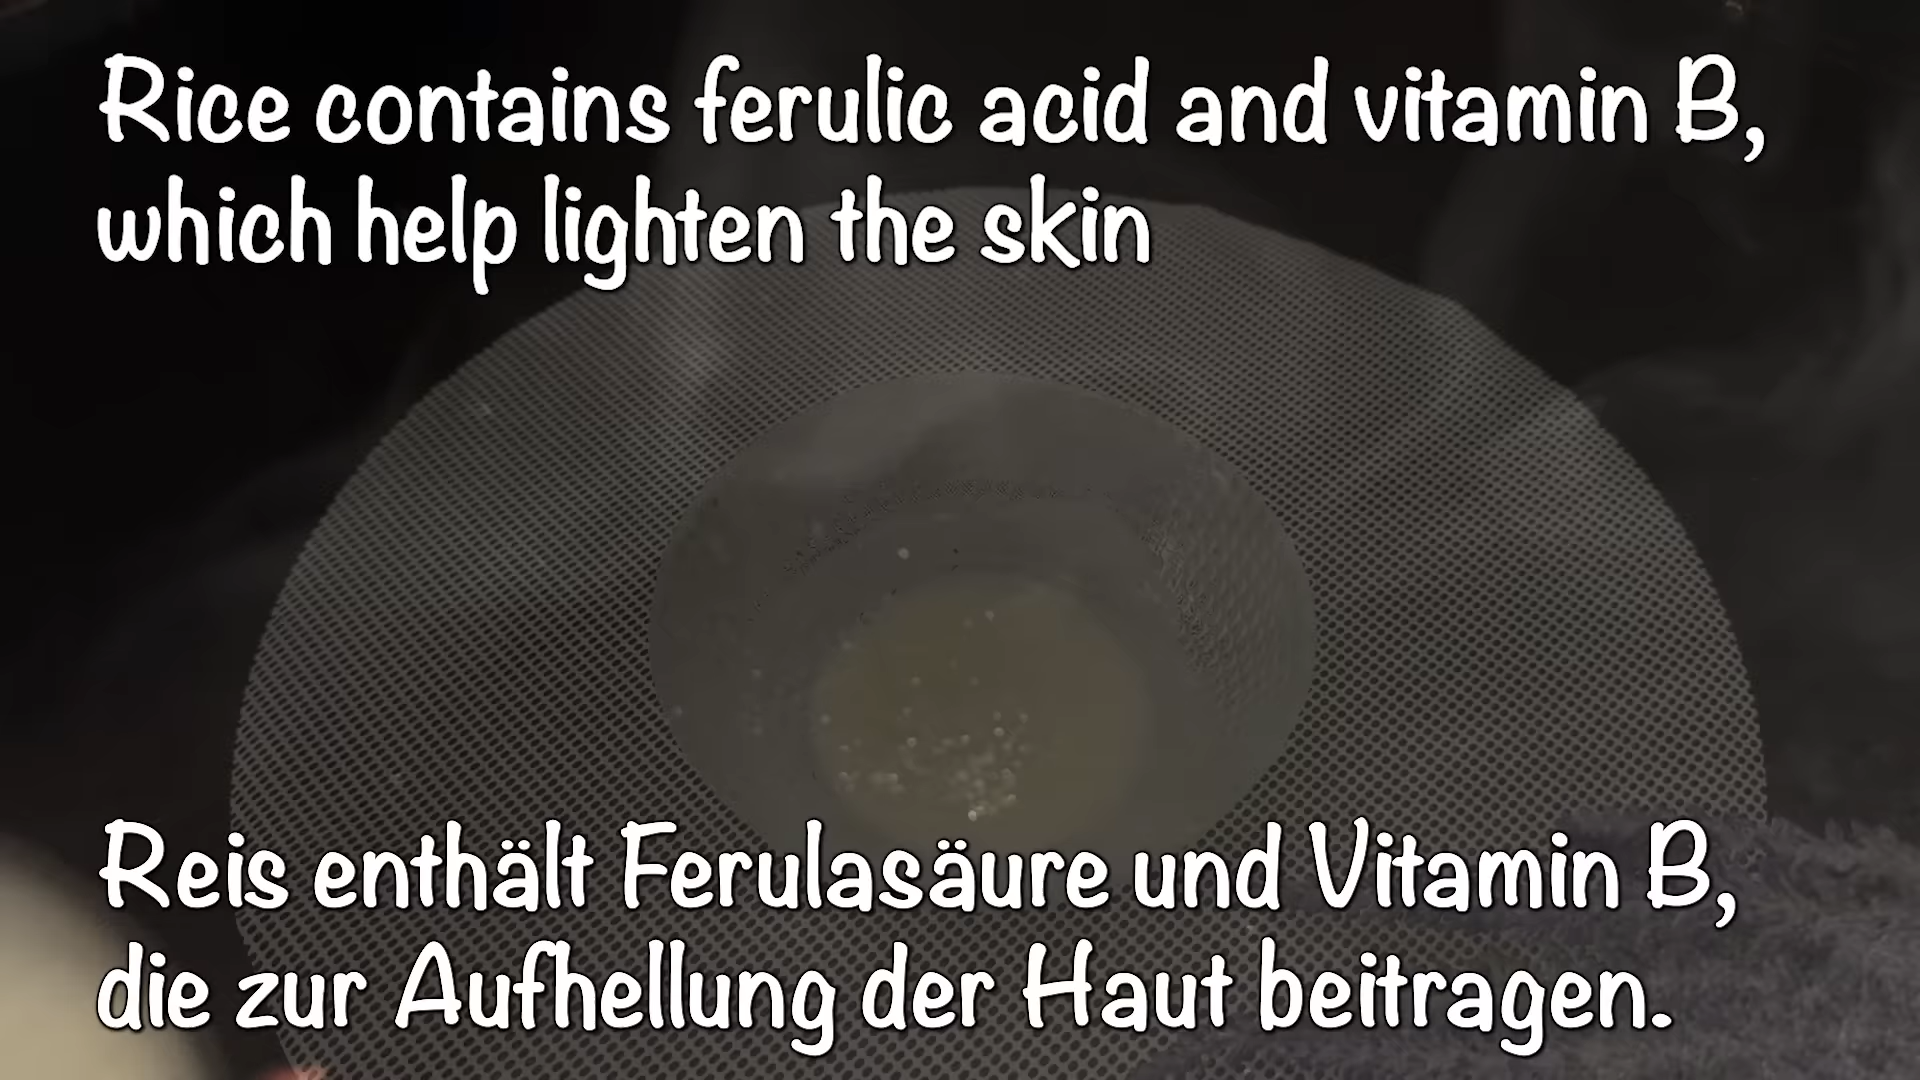 Rice contains ferulic acid and vitamin B,
which help lighten the skin
Reis enthält Ferulasäure und Vitamin B,
die zur Aufhellung der Haut beitragen.